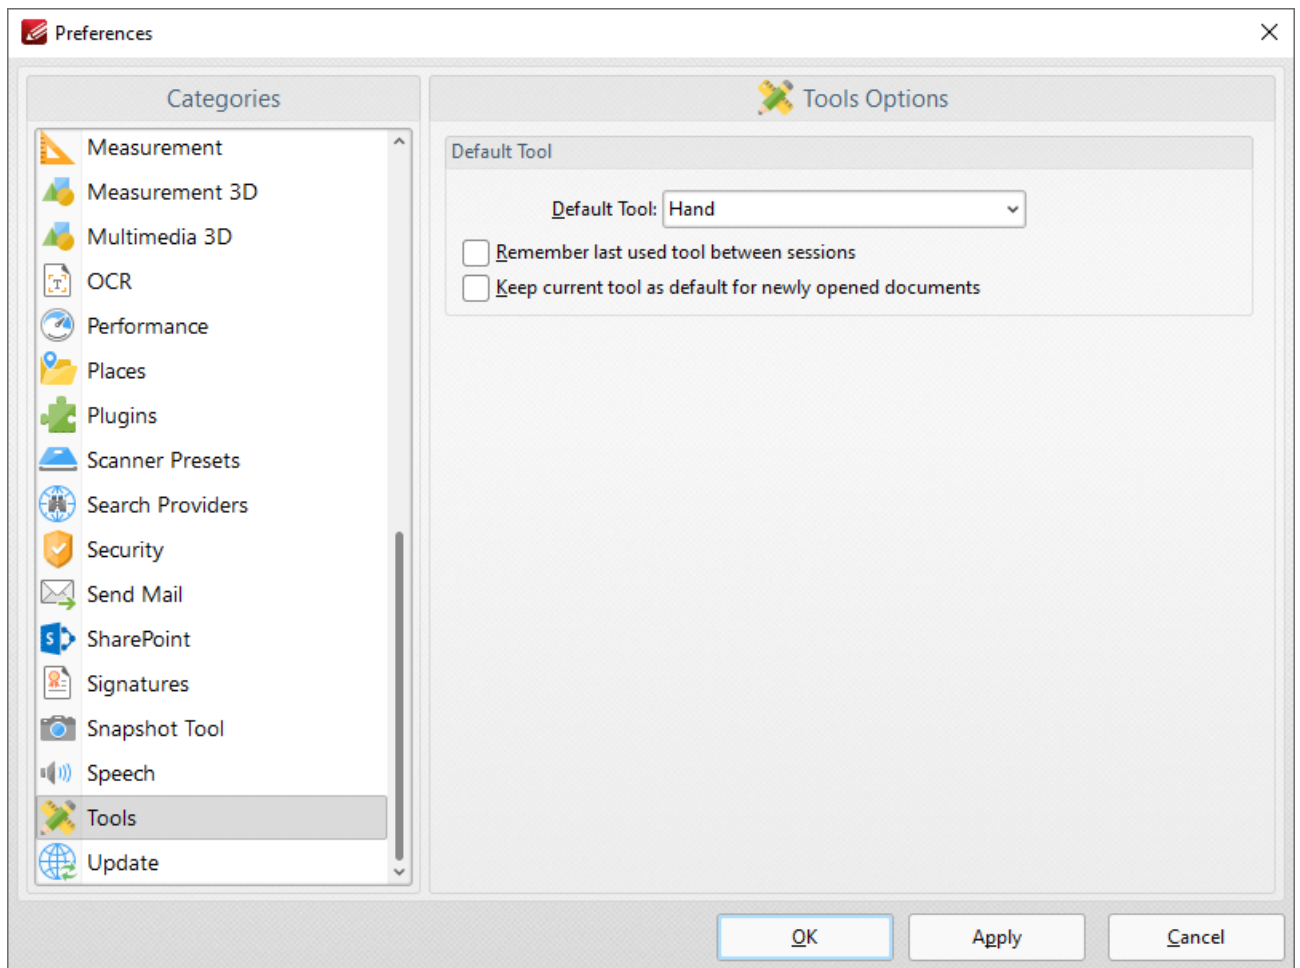 Preferences
Categories
Measurement
Measurement 3D
Multimedia 3D
OCR
Performance
Places
Plugins
Scanner Presets
Search Providers
Security
Send Mail
SharePoint
Signatures
Snapshot Tool
Speech
Tools
Update
Tools Options
Default Tool
Default Tool: Hand
Remember last used tool between sessions
Keep current tool as default for newly opened documents
OK Apply Cancel